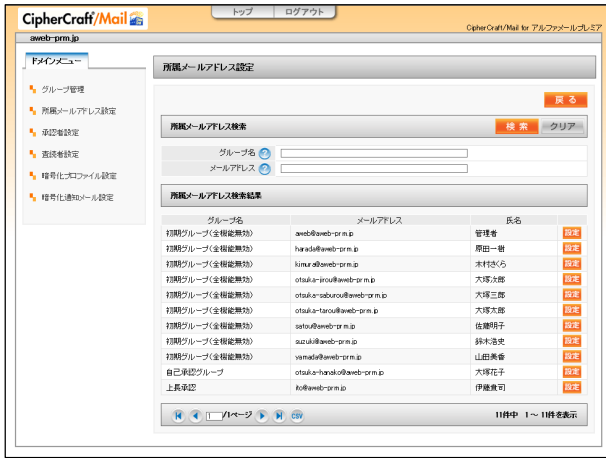 トップ ログアウト
CipherCraft/Mail
CipherCraft/Mail for アルファメールプレミア
aweb-prm.jp
ドメインメニュー
グループ管理
所属メールアドレス設定
承認者設定
査読者設定
暗号化プロファイル設定
暗号化通知メール設定
所属メールアドレス設定
戻る
所属メールアドレス検索 検索 クリア
グループ名 ?
メールアドレス ?
所属メールアドレス検索結果
グループ名 メールアドレス 氏名
初期グループ(全機能無効) aweb@aweb-prm.jp 管理者 設定
初期グループ(全機能無効) harada@aweb-prm.jp 原田一樹 設定
初期グループ(全機能無効) kimura@aweb-prm.jp 木村さくら 設定
初期グループ(全機能無効) otsuka-jirou@aweb-prm.jp 大塚次郎 設定
初期グループ(全機能無効) otsuka-saburou@aweb-prm.jp 大塚三郎 設定
初期グループ(全機能無効) otsuka-tarou@aweb-prm.jp 大塚太郎 設定
初期グループ(全機能無効) satou@aweb-prm.jp 佐藤明子 設定
初期グループ(全機能無効) suzuki@aweb-prm.jp 鈴木浩史 設定
初期グループ(全機能無効) yamada@aweb-prm.jp 山田美香 設定
自己承認グループ otsuka-hanako@aweb-prm.jp 大塚花子 設定
上長承認 ito@aweb-prm.jp 伊藤貴司 設定
1 /1ページ CSV 11件中 1~11件を表示